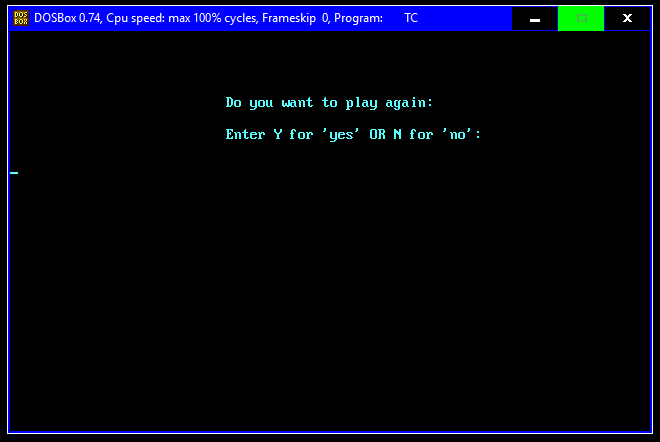 DOSBox 0.74, Cpu speed: max 100% cycles, Frameskip 0, Program: TC
Do you want to play again:
Enter Y for 'yes' OR N for 'no':